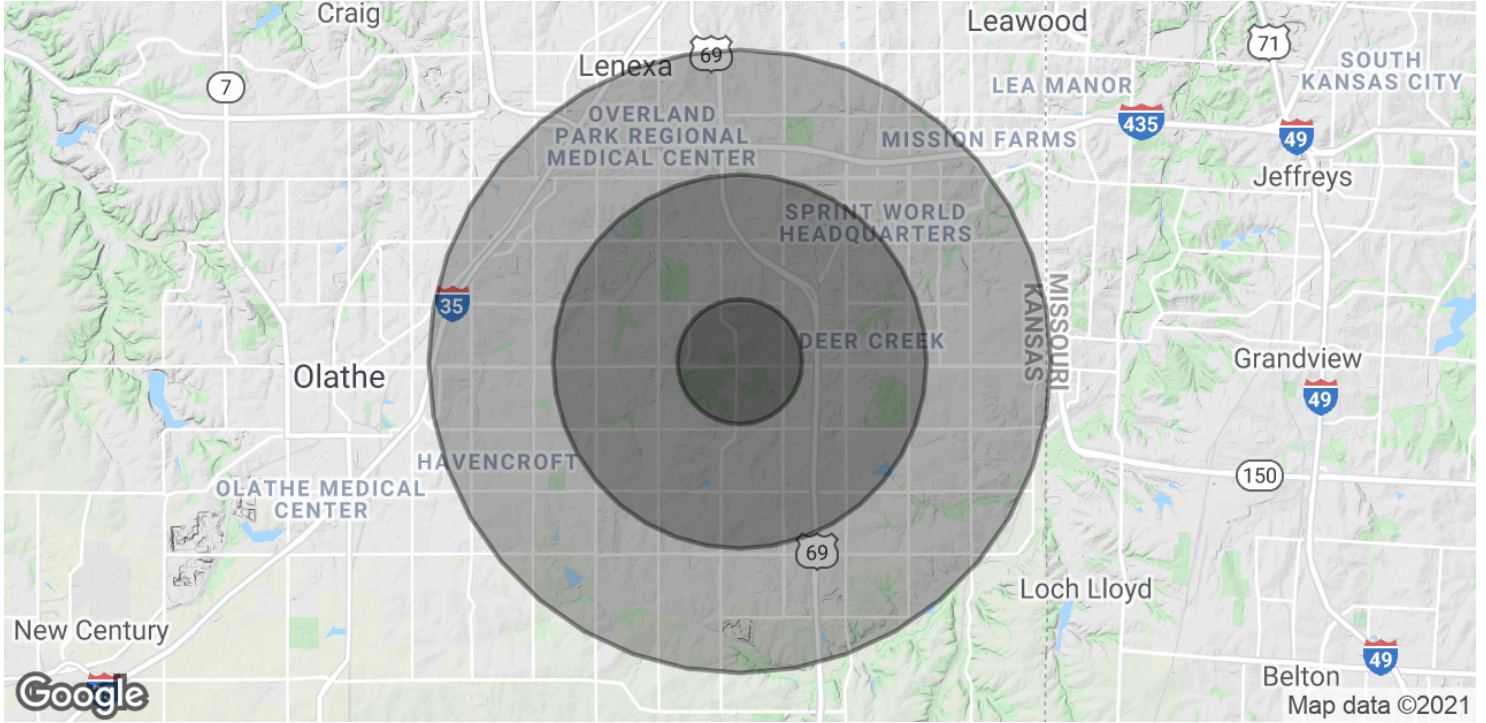 Craig
Leawood
69
71
Lenexa
SOUTH
KANSAS CITY
7
LEA MANOR
OVERLAND
PARK REGIONAL
MEDICAL CENTER
435
49
MISSION FARMS
Jeffreys
SPRINT WORLD
HEADQUARTERS
35
MISSOURI
KANSAS
DEER CREEK
Grandview
Olathe
49
HAVENCROFT
150
OLATHE MEDICAL
CENTER
69
Loch Lloyd
New Century
49
Belton
Google
Map data ©2021